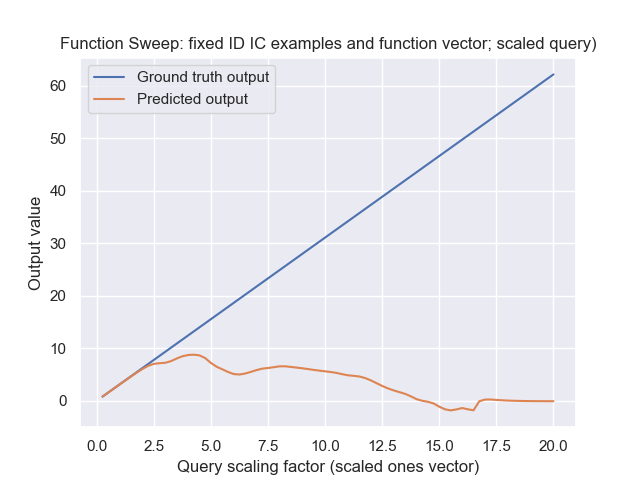 Function Sweep: fixed ID IC examples and function vector; scaled query)
Ground truth output
Predicted output
60
50
40
30
20
10
0
Output value
0.0 2.5 5.0 7.5 10.0 12.5 15.0 17.5 20.0
Query scaling factor (scaled ones vector)